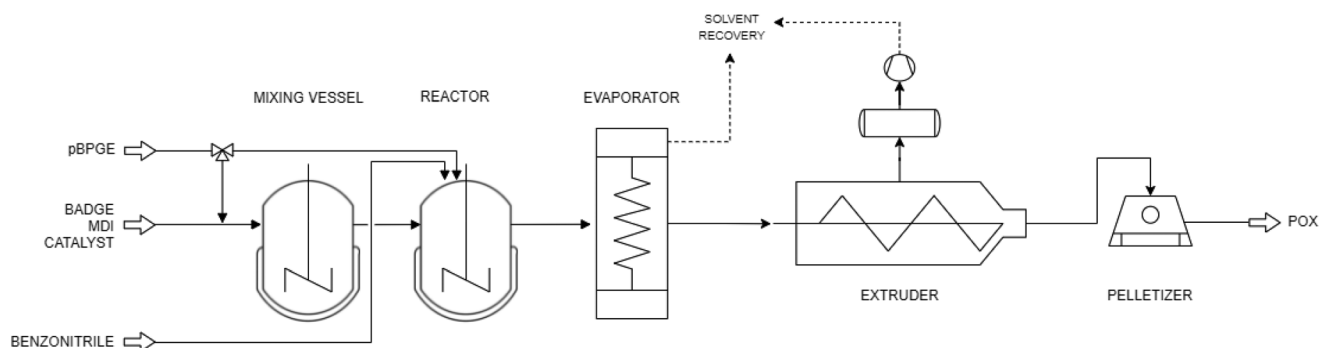 SOLVENT
RECOVERY
MIXING VESSEL
REACTOR
EVAPORATOR
pBPGE
BADGE
MDI
CATALYST
POX
EXTRUDER
PELLETIZER
BENZONITRILE